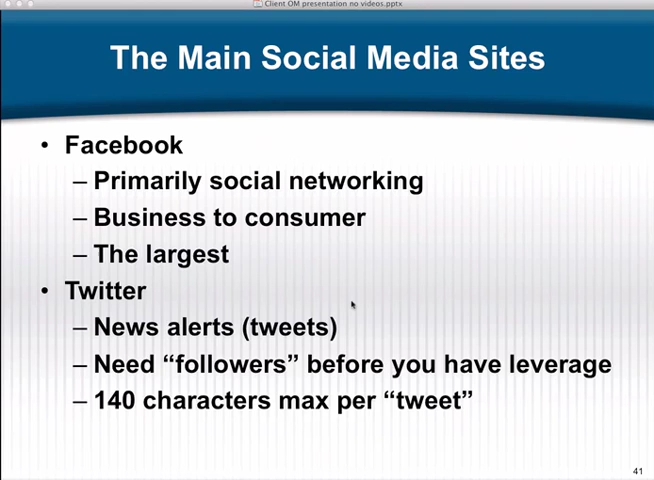 Client OM presentation no videos.pptx
The Main Social Media Sites
• Facebook
– Primarily social networking
– Business to consumer
– The largest
• Twitter
– News alerts (tweets)
– Need “followers” before you have leverage
– 140 characters max per “tweet”
41